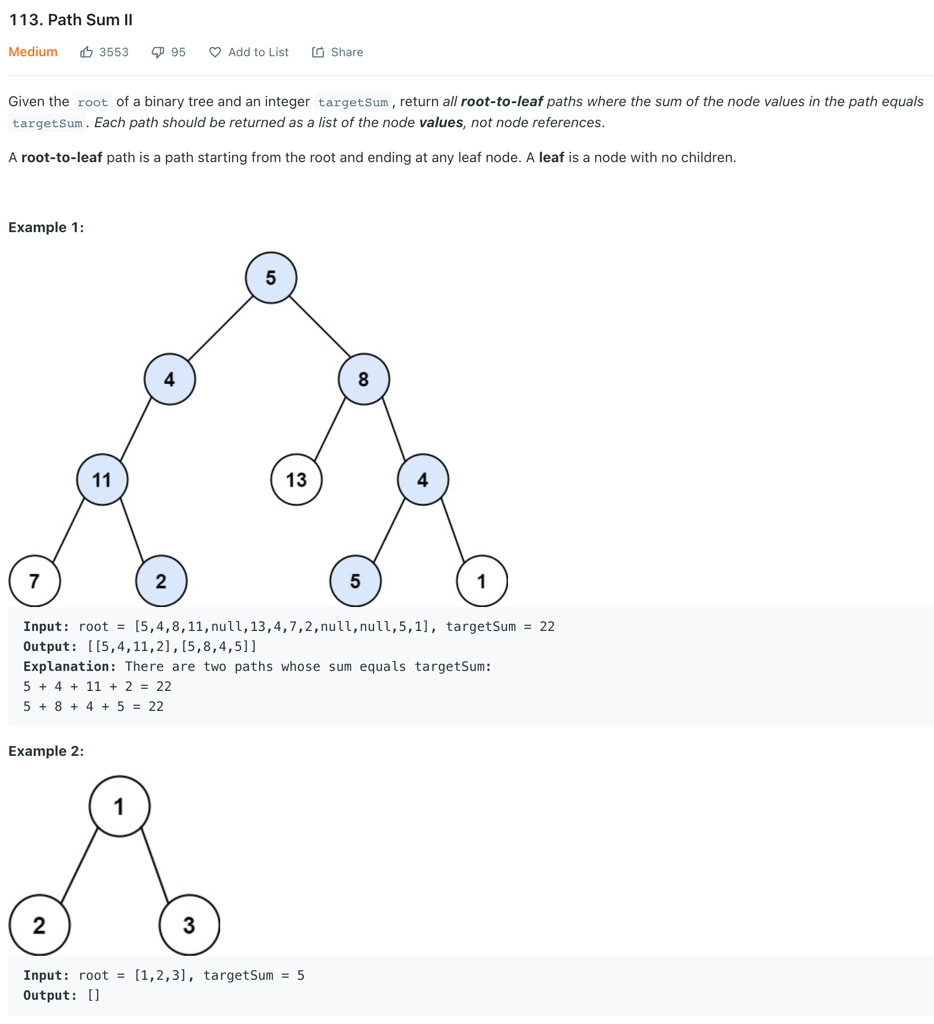 113. Path Sum II
Medium 3553 95 Add to List Share
Given the root of a binary tree and an integer targetSum, return all root-to-leaf paths where the sum of the node values in the path equals
targetSum. Each path should be returned as a list of the node values, not node references.
A root-to-leaf path is a path starting from the root and ending at any leaf node. A leaf is a node with no children.
Example 1:
5
4 8
11 13 4
7 2 5 1
Input: root = [5,4,8,11,null,13,4,7,2,null,null,5,1], targetSum = 22
Output: [[5,4,11,2],[5,8,4,5]]
Explanation: There are two paths whose sum equals targetSum:
5 + 4 + 11 + 2 = 22
5 + 8 + 4 + 5 = 22
Example 2:
1
2 3
Input: root = [1,2,3], targetSum = 5
Output: []